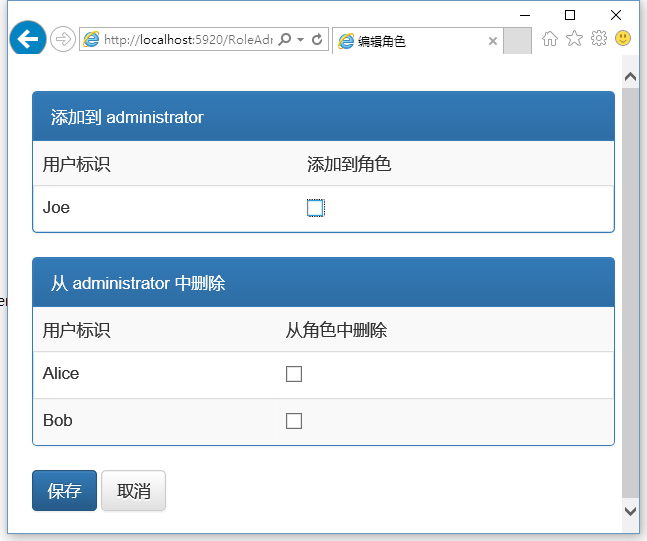 http://localhost:5920/RoleAdr
编辑角色
添加到 administrator
用户标识 添加到角色
Joe
从 administrator 中删除
用户标识 从角色中删除
Alice
Bob
保存 取消